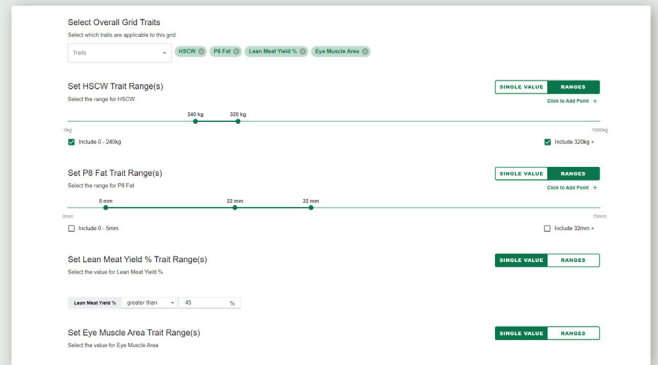 Select Overall Grid Traits
Select which traits are applicable to this grid
Traits HSCW P8 Fat Lean Meat Yield % Eye Muscle Area
Set HSCW Trait Range(s) SINGLE VALUE RANGES
Select the range for HSCW Click to Add Point +
240 kg 320 kg
0kg 1000kg
Include 0 - 240kg Include 320kg +
Set P8 Fat Trait Range(s) SINGLE VALUE RANGES
Select the range for P8 Fat Click to Add Point +
5 mm 22 mm 32 mm
0mm 70mm
Include 0 - 5mm Include 32mm +
Set Lean Meat Yield % Trait Range(s) SINGLE VALUE RANGES
Select the value for Lean Meat Yield %
Lean Meat Yield % greater than 45 %
Set Eye Muscle Area Trait Range(s) SINGLE VALUE RANGES
Select the value for Eye Muscle Area